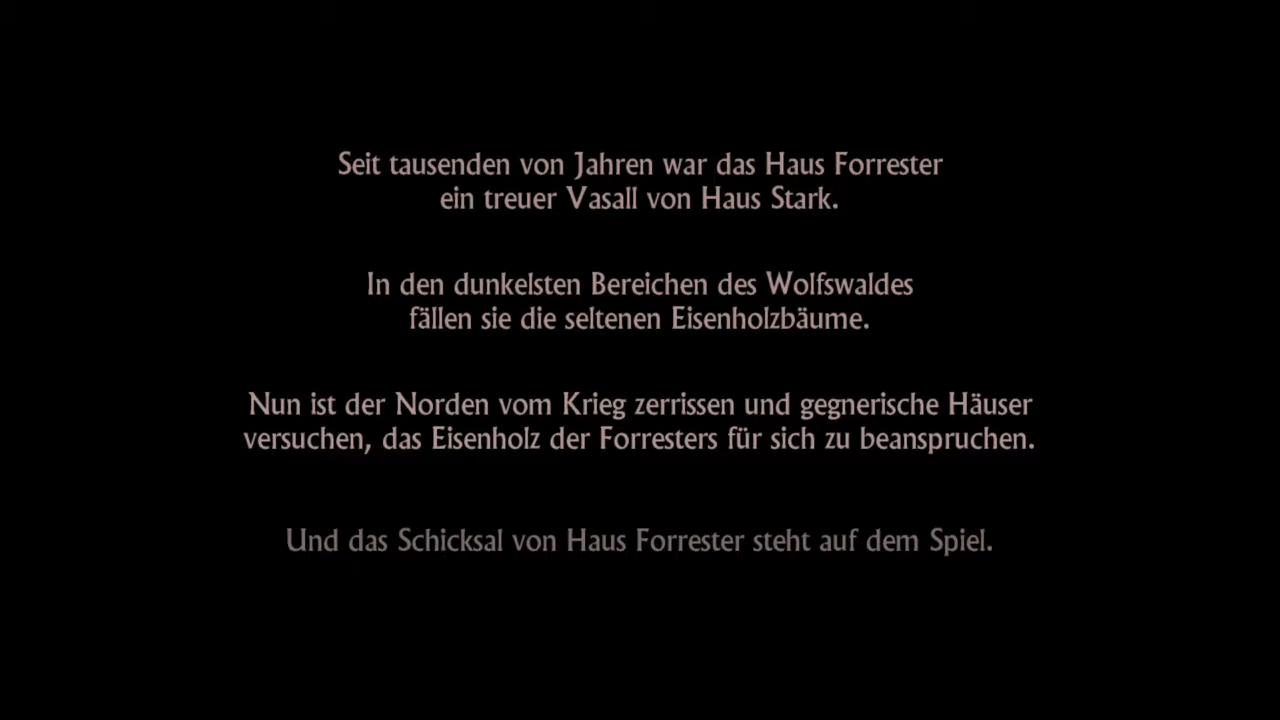 Seit tausenden von Jahren war das Haus Forrester
ein treuer Vasall von Haus Stark.
In den dunkelsten Bereichen des Wolfswaldes
fällen sie die seltenen Eisenholzbäume.
Nun ist der Norden vom Krieg zerrissen und gegnerische Häuser
versuchen, das Eisenholz der Forresters für sich zu beanspruchen.
Und das Schicksal von Haus Forrester steht auf dem Spiel.